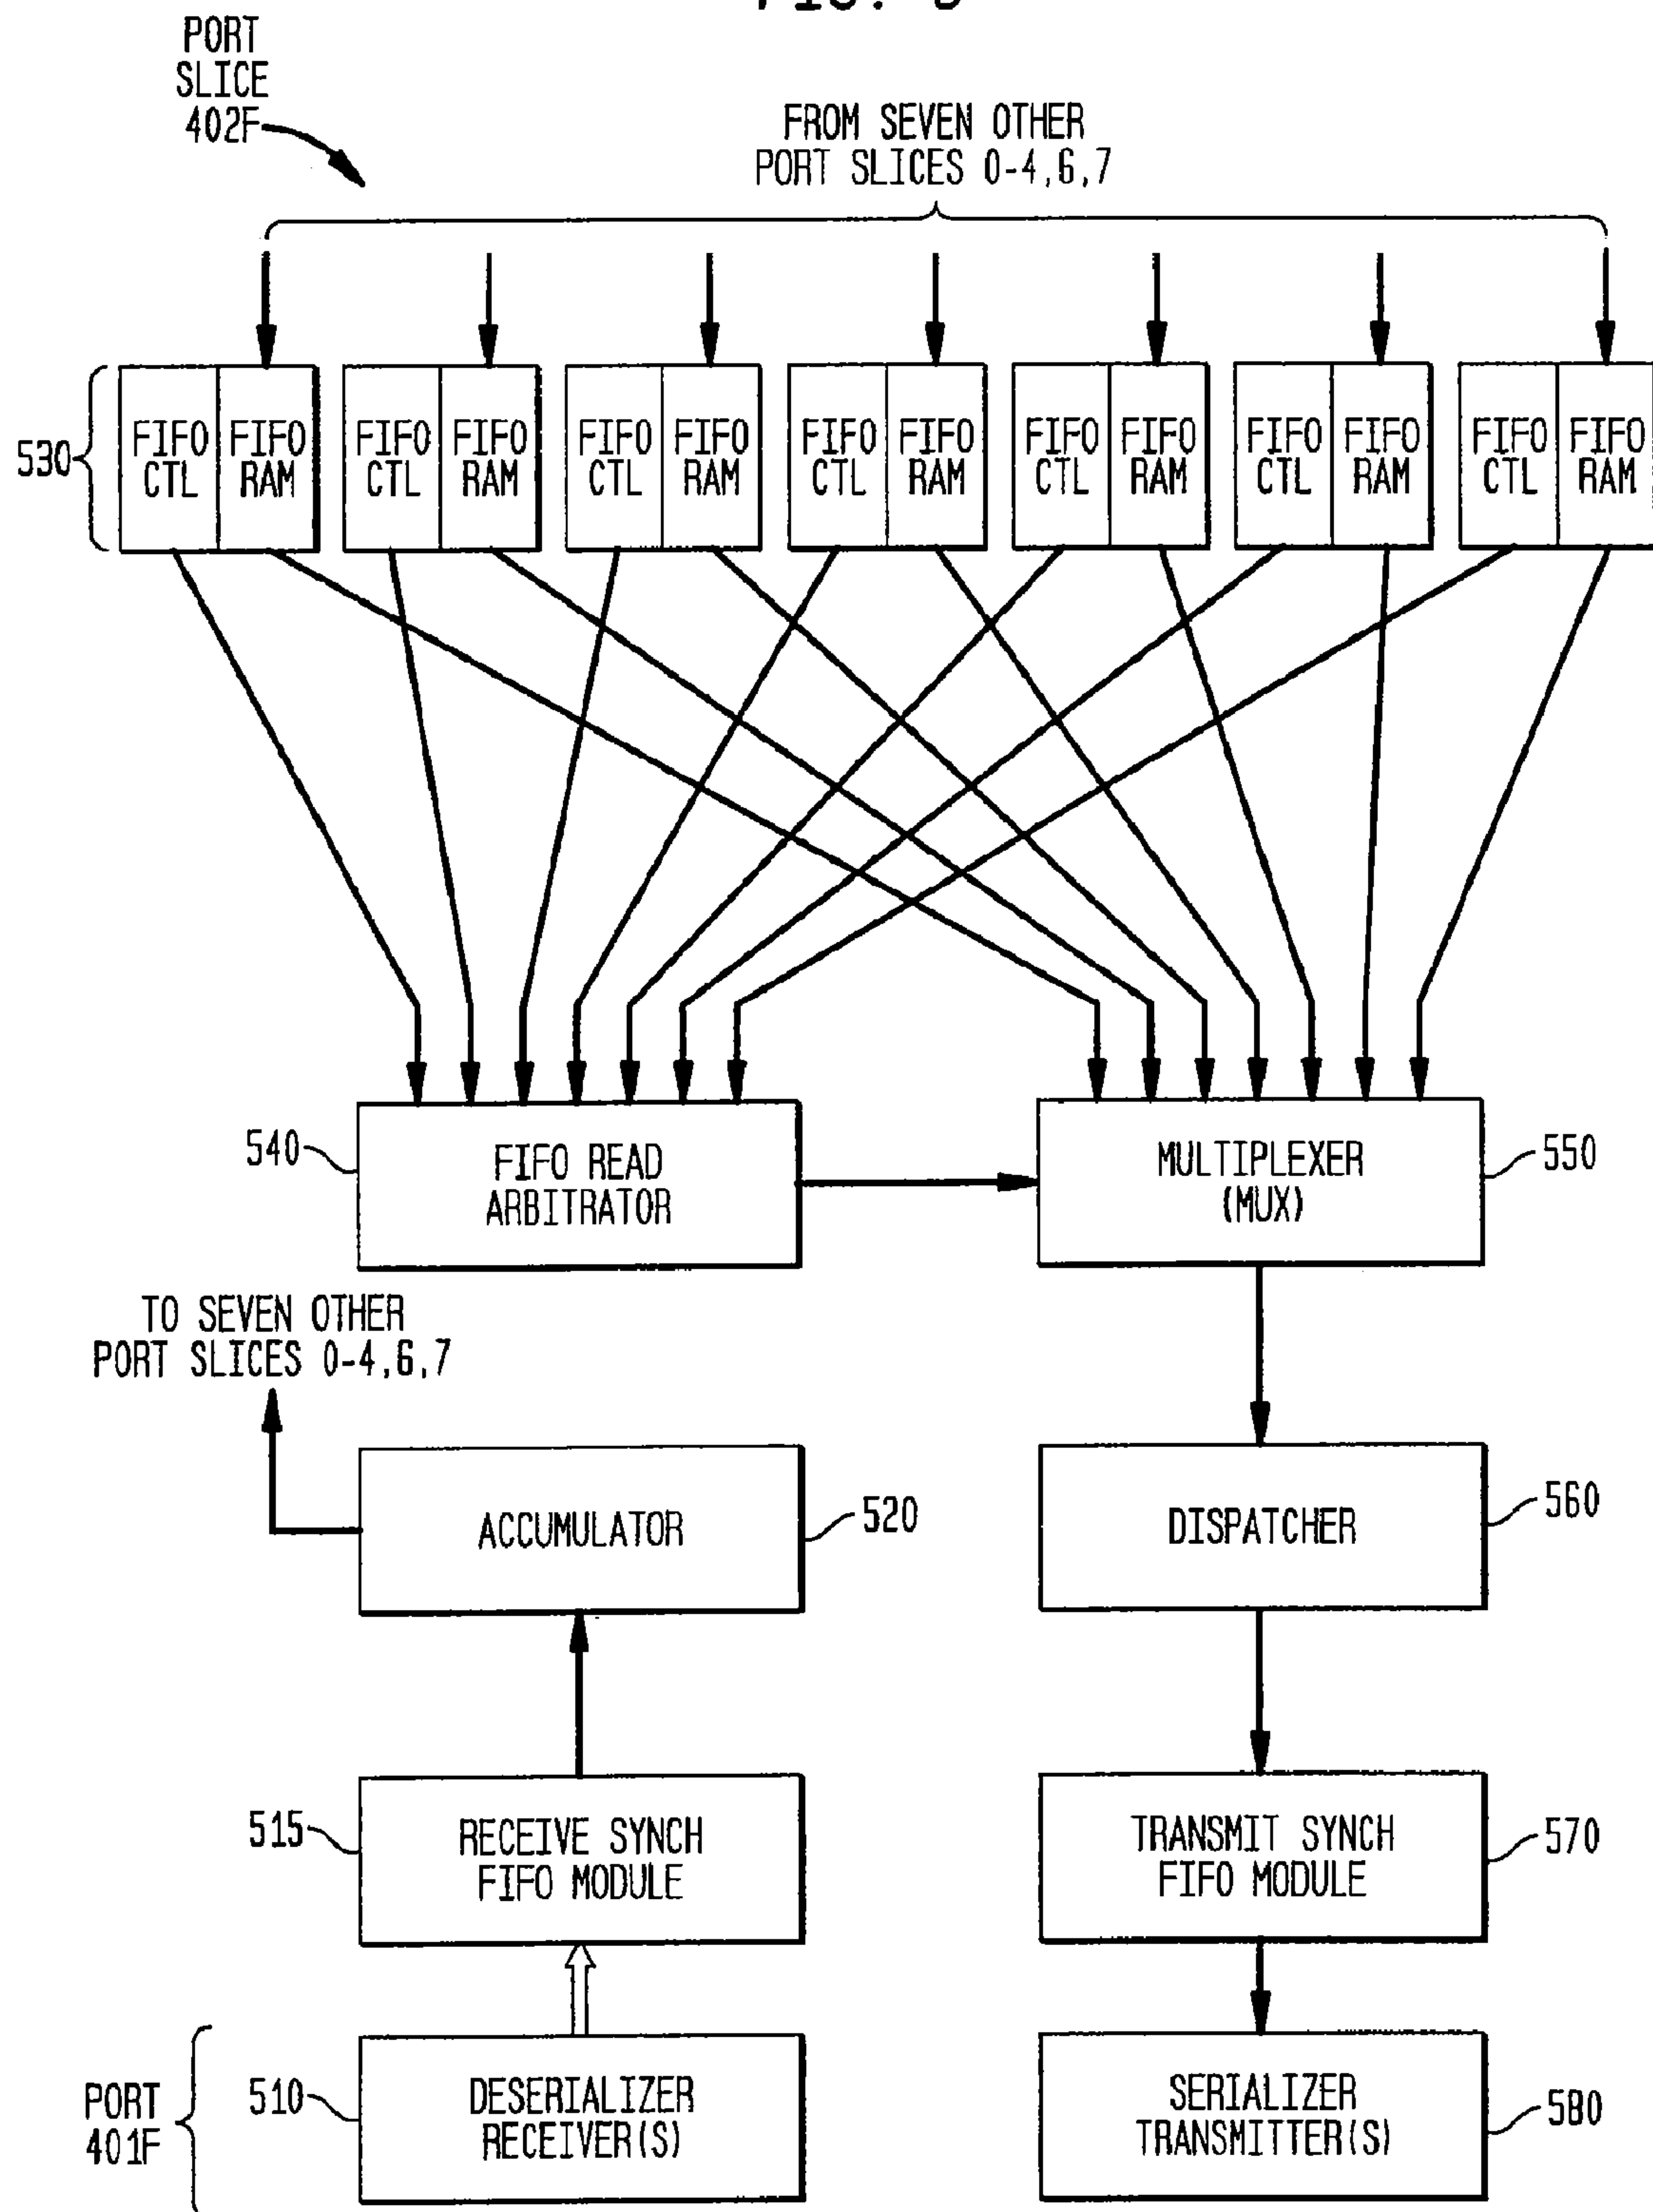 PORT
SLICE
402F
FROM SEVEN OTHER
PORT SLICES 0-4,6,7
530
FIFO CTL
FIFO RAM
FIFO CTL
FIFO RAM
FIFO CTL
FIFO RAM
FIFO CTL
FIFO RAM
FIFO CTL
FIFO RAM
FIFO CTL
FIFO RAM
FIFO CTL
FIFO RAM
540
FIFO READ
ARBITRATOR
MULTIPLEXER
(MUX)
550
TO SEVEN OTHER
PORT SLICES 0-4,6,7
ACCUMULATOR
520
DISPATCHER
560
515
RECEIVE SYNCH
FIFO MODULE
TRANSMIT SYNCH
FIFO MODULE
570
PORT
401F
510
DESERIALIZER
RECEIVER(S)
SERIALIZER
TRANSMITTER(S)
580